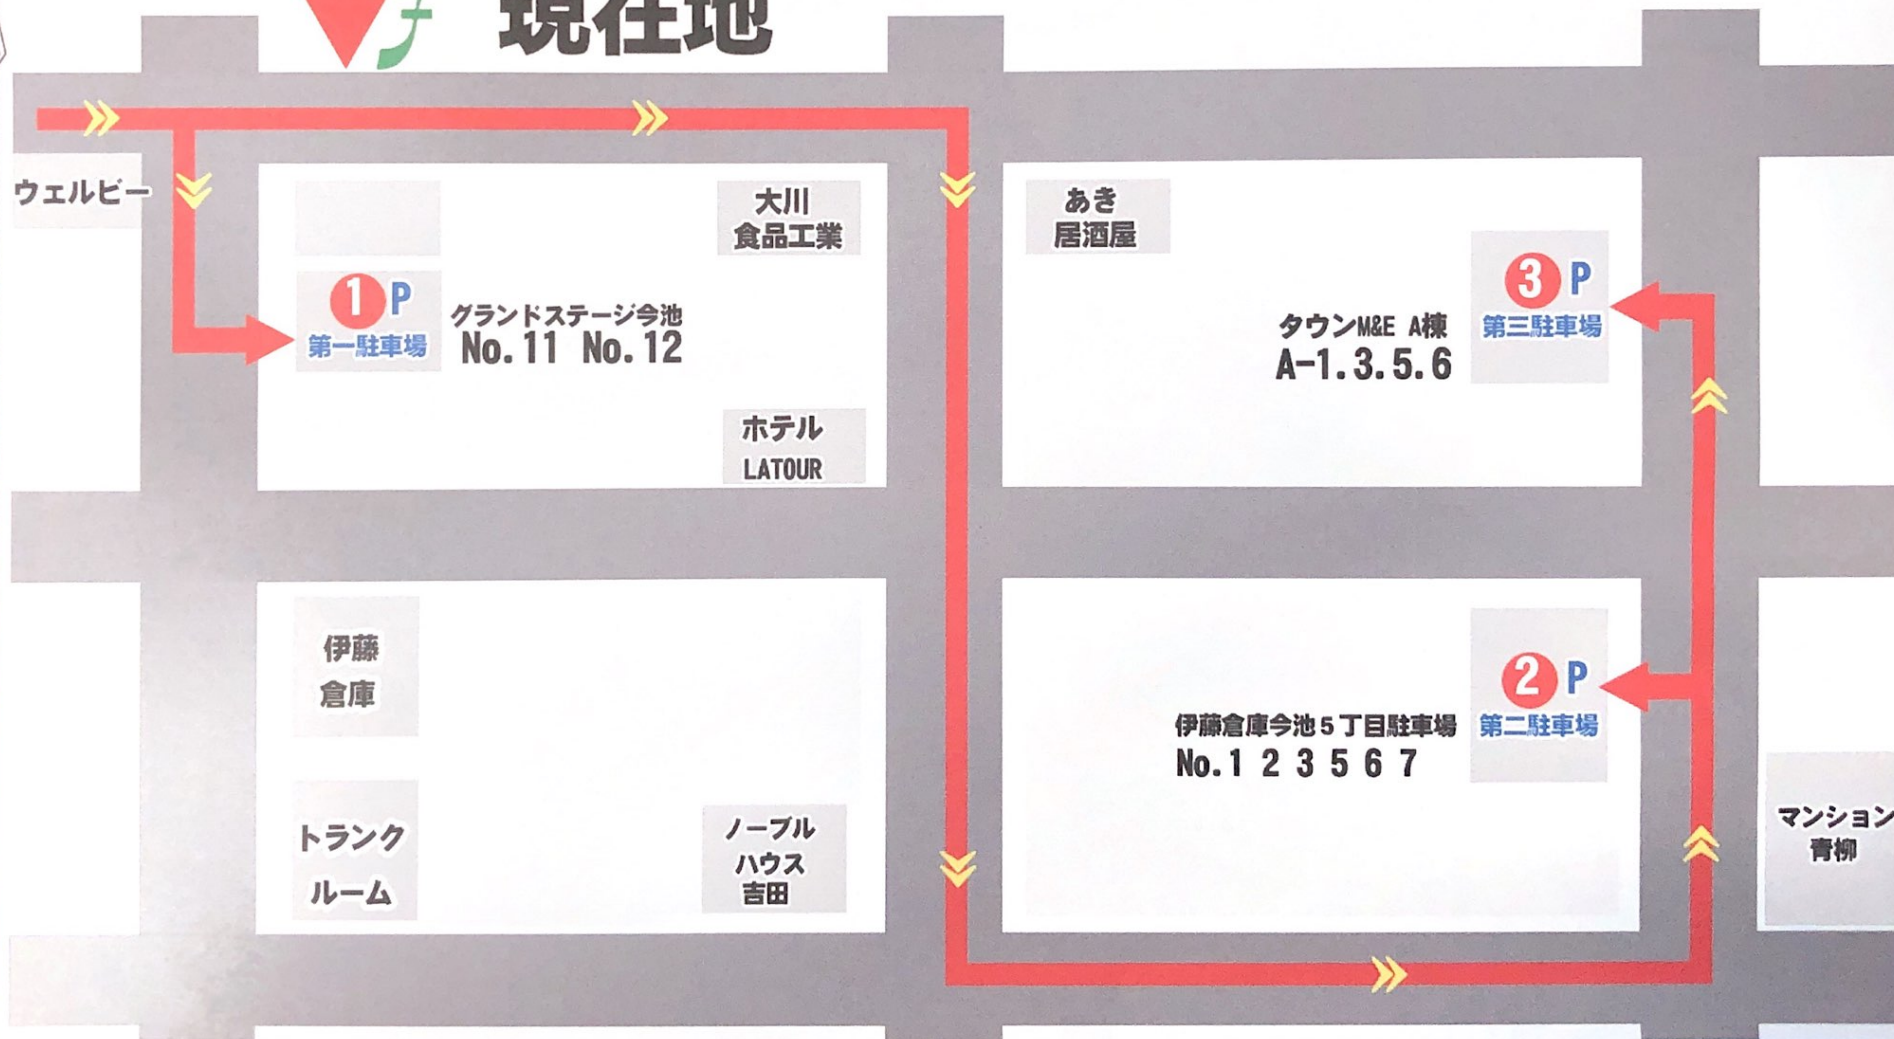 現在地
ウェルビー
大川
食品工業
あき
居酒屋
1 P
第一駐車場
グランドステージ今池
No.11 No.12
3 P
第三駐車場
タウンM&E A棟
A-1.3.5.6
ホテル
LATOUR
伊藤
倉庫
2 P
第二駐車場
伊藤倉庫今池5丁目駐車場
No.1 2 3 5 6 7
トランク
ルーム
ノーブル
ハウス
吉田
マンション
青柳